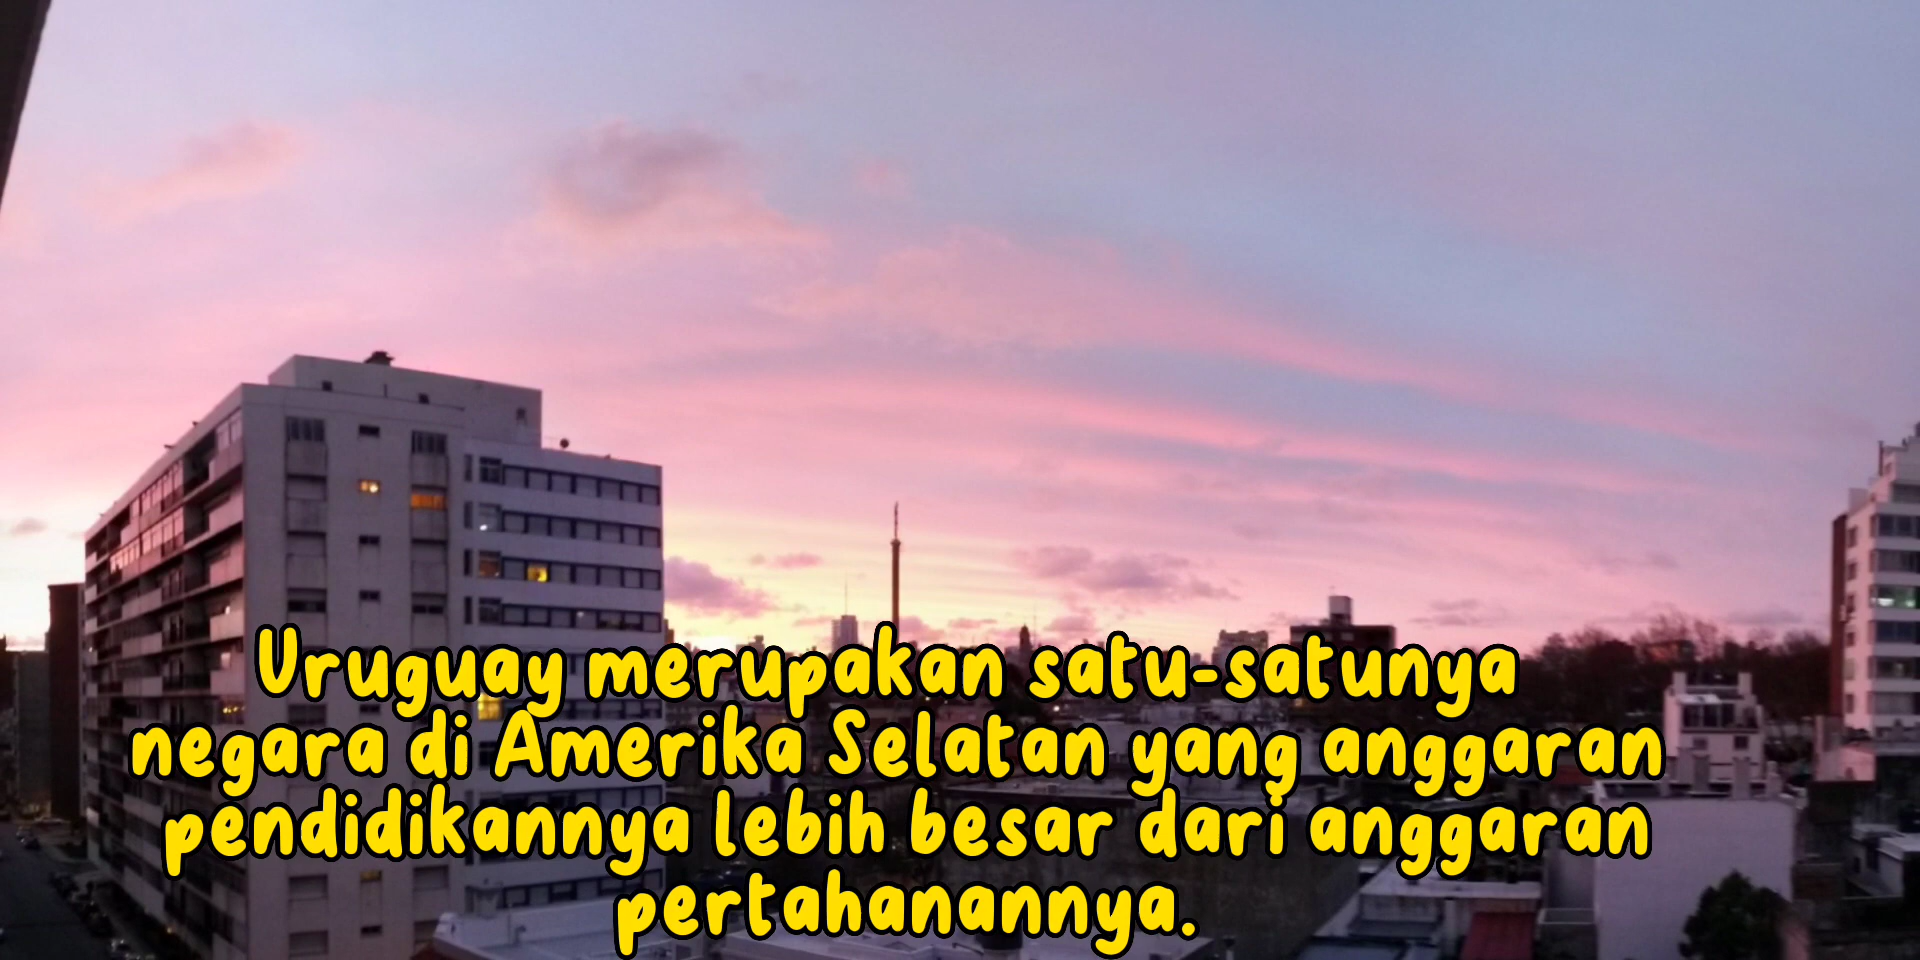 Uruguay merupakan satu-satunya
negara di Amerika Selatan yang anggaran
pendidikannya lebih besar dari anggaran
pertahanannya.